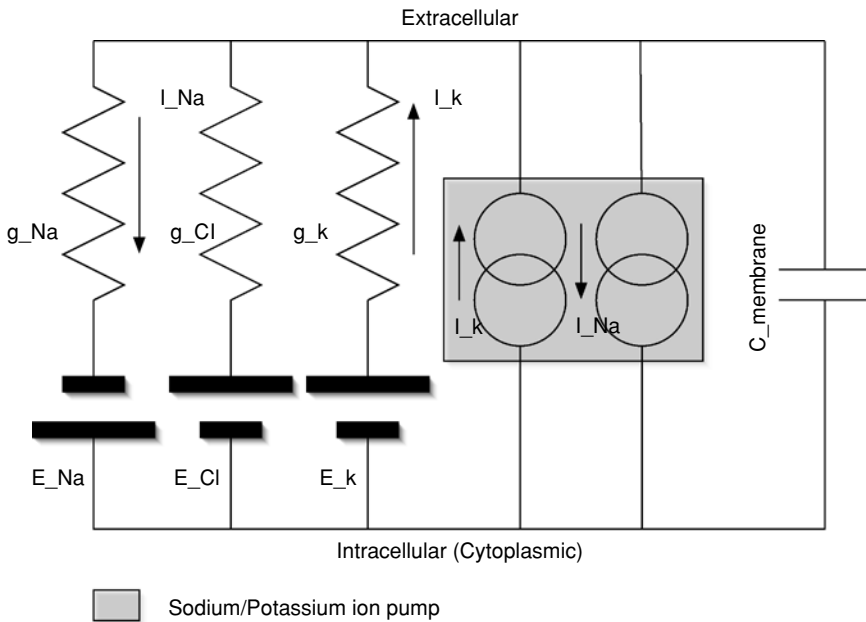 Extracellular
I_Na
I_k
g_Na
g_Cl
g_k
I_k
I_Na
C_membrane
E_Na
E_Cl
E_k
Intracellular (Cytoplasmic)
Sodium/Potassium ion pump